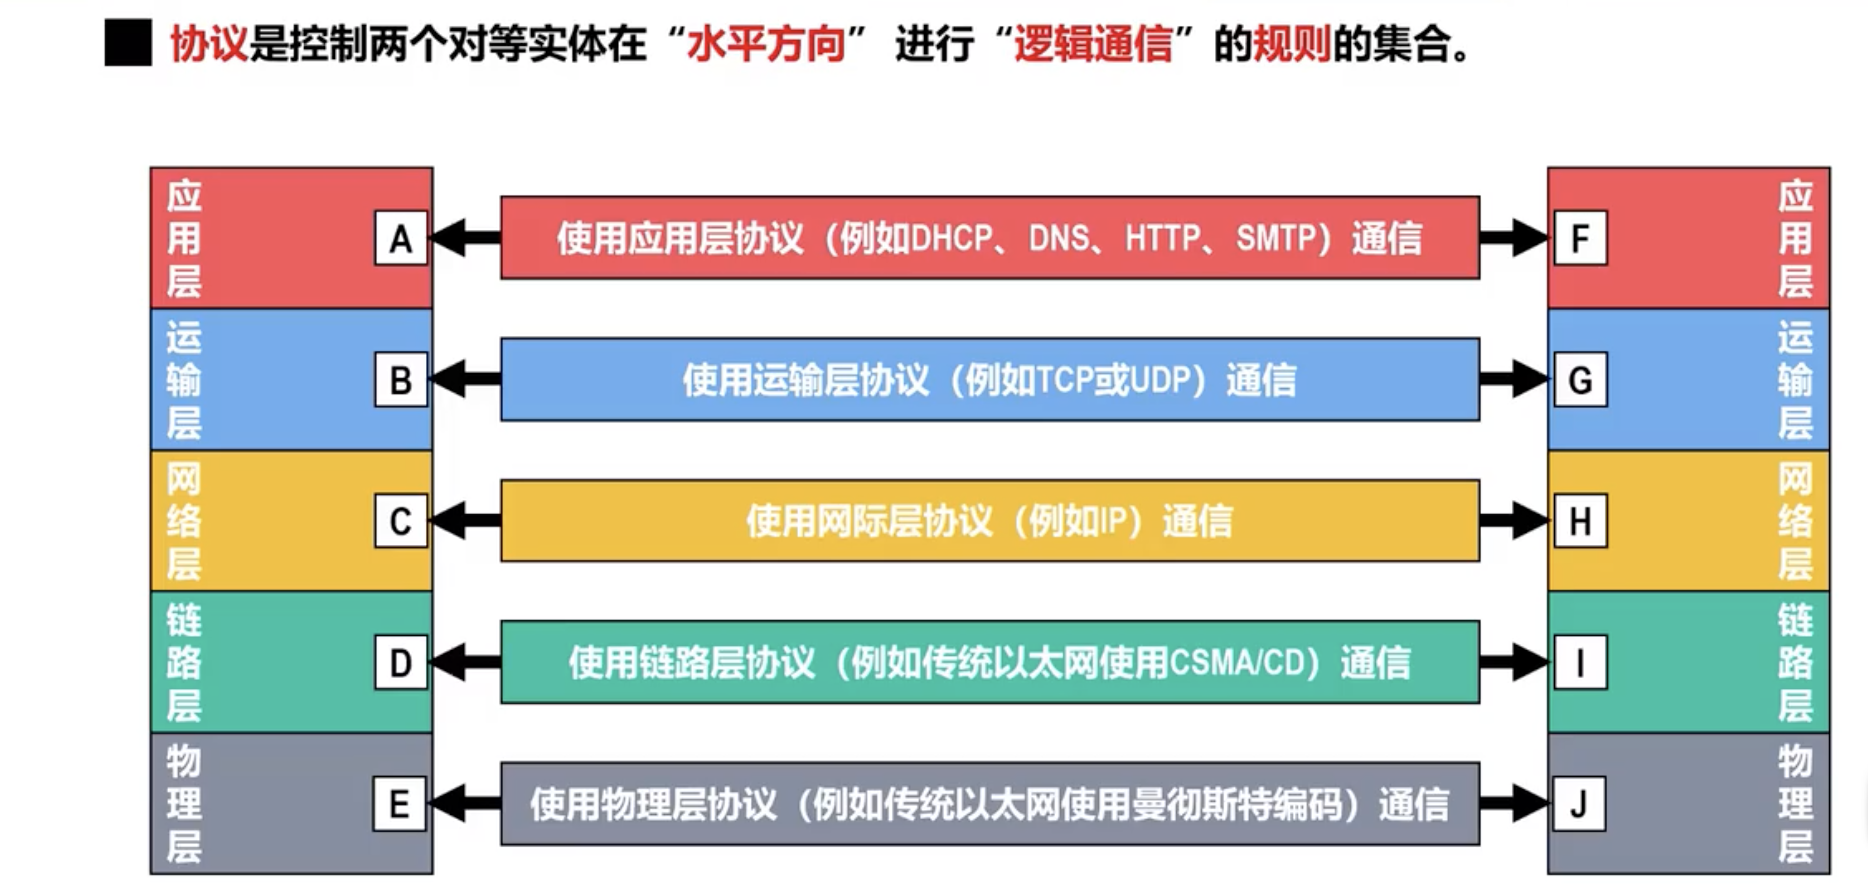 协议是控制两个对等实体在“水平方向” 进行“逻辑通信”的规则的集合。
应用层
A
使用应用层协议（例如DHCP、DNS、HTTP、SMTP）通信
F
应用层
运输层
B
使用运输层协议（例如TCP或UDP）通信
G
运输层
网络层
C
使用网际层协议（例如IP）通信
H
网络层
链路层
D
使用链路层协议（例如传统以太网使用CSMA/CD）通信
I
链路层
物理层
E
使用物理层协议（例如传统以太网使用曼彻斯特编码）通信
J
物理层